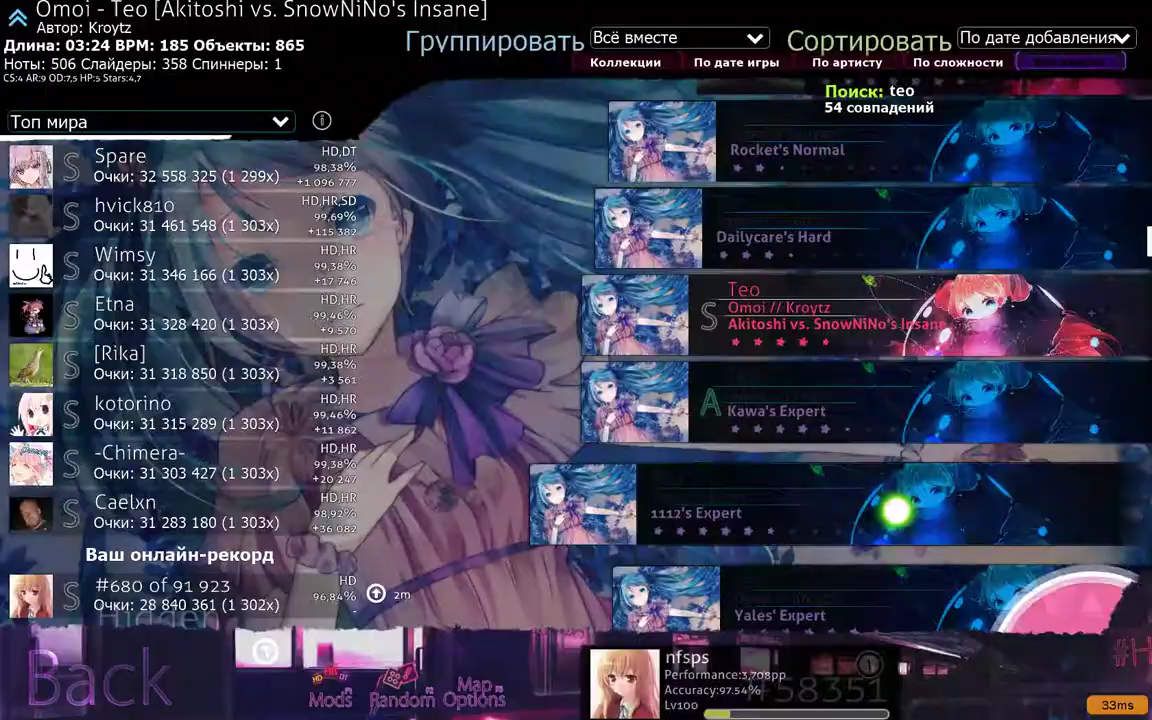 Omoi - Teo [Akitoshi vs. SnowNiNo's Insane]
Автор: Kroytz
Длина: 03:24 BPM: 185 Объекты: 865
Ноты: 506 Слайдеры: 358 Спиннеры: 1
CS:4 AR:9 OD:7,5 HP:5 Stars:4,7
Группировать
Всё вместе
Сортировать
По дате добавления
Коллекции
По дате игры
По артисту
По сложности
Поиск: teo
54 совпадений
Топ мира
Spare
HD,DT
98,38%
Очки: 32 558 325 (1 299x)
+1 096 777
hvick810
HD,HR,SD
99,69%
Очки: 31 461 548 (1 303x)
+115 382
Wimsy
HD,HR
99,38%
Очки: 31 346 166 (1 303x)
+17 746
Etna
HD,HR
99,46%
Очки: 31 328 420 (1 303x)
+9 570
[Rika]
HD,HR
99,38%
Очки: 31 318 850 (1 303x)
+3 561
kotorino
HD,HR
99,46%
Очки: 31 315 289 (1 303x)
+11 862
-Chimera-
HD,HR
99,38%
Очки: 31 303 427 (1 303x)
+20 247
Caelxn
HD,HR
98,92%
Очки: 31 283 180 (1 303x)
+36 082
Ваш онлайн-рекорд
#680 of 91 923
HD
96,84%
Очки: 28 840 361 (1 302x)
-
2m
Hidden
Rocket's Normal
Dailycare's Hard
S
Teo
Omoi // Kroytz
Akitoshi vs. SnowNiNo's Insane
A
Kawa's Expert
1112's Expert
Yales' Expert
Back
HD
DT
Mods
Random
Map
Options
nfsps
Performance:3,708pp
Accuracy:97.54%
Lv100
#58351
#H
33ms